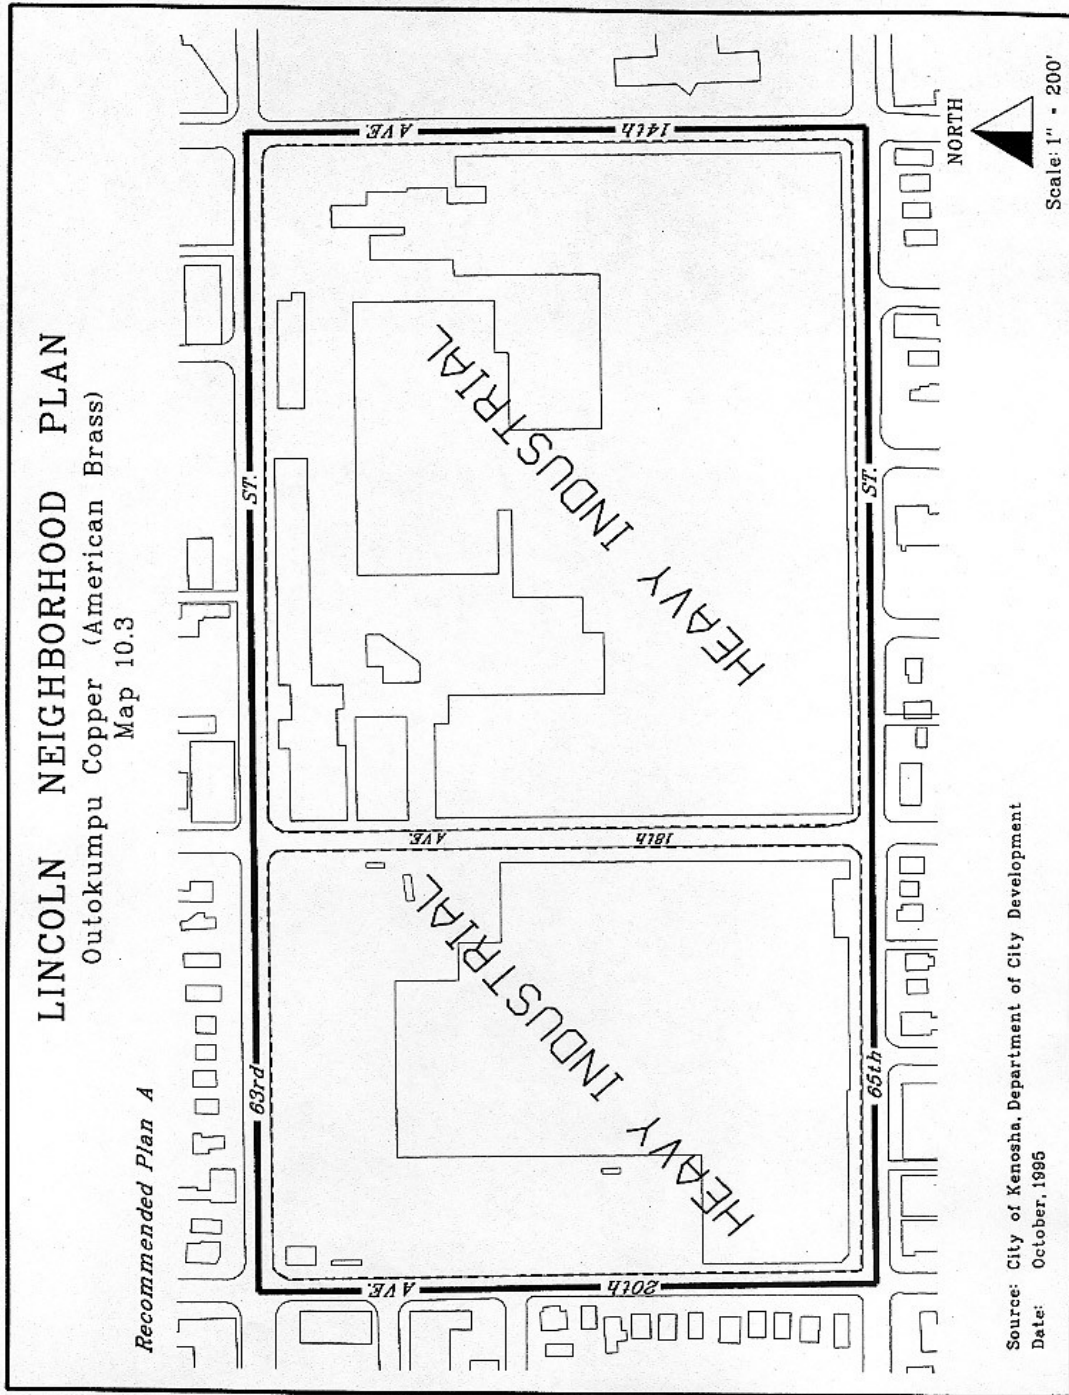 LINCOLN NEIGHBORHOOD PLAN
Outokumpu Copper (American Brass)
Map 10.3
Recommended Plan A
63rd
ST.
20th
AVE.
18th
AVE.
14th
AVE.
HEAVY INDUSTRIAL
HEAVY INDUSTRIAL
65th
ST.
NORTH
Scale: 1" - 200'
Source: City of Kenosha, Department of City Development
Date: October, 1995